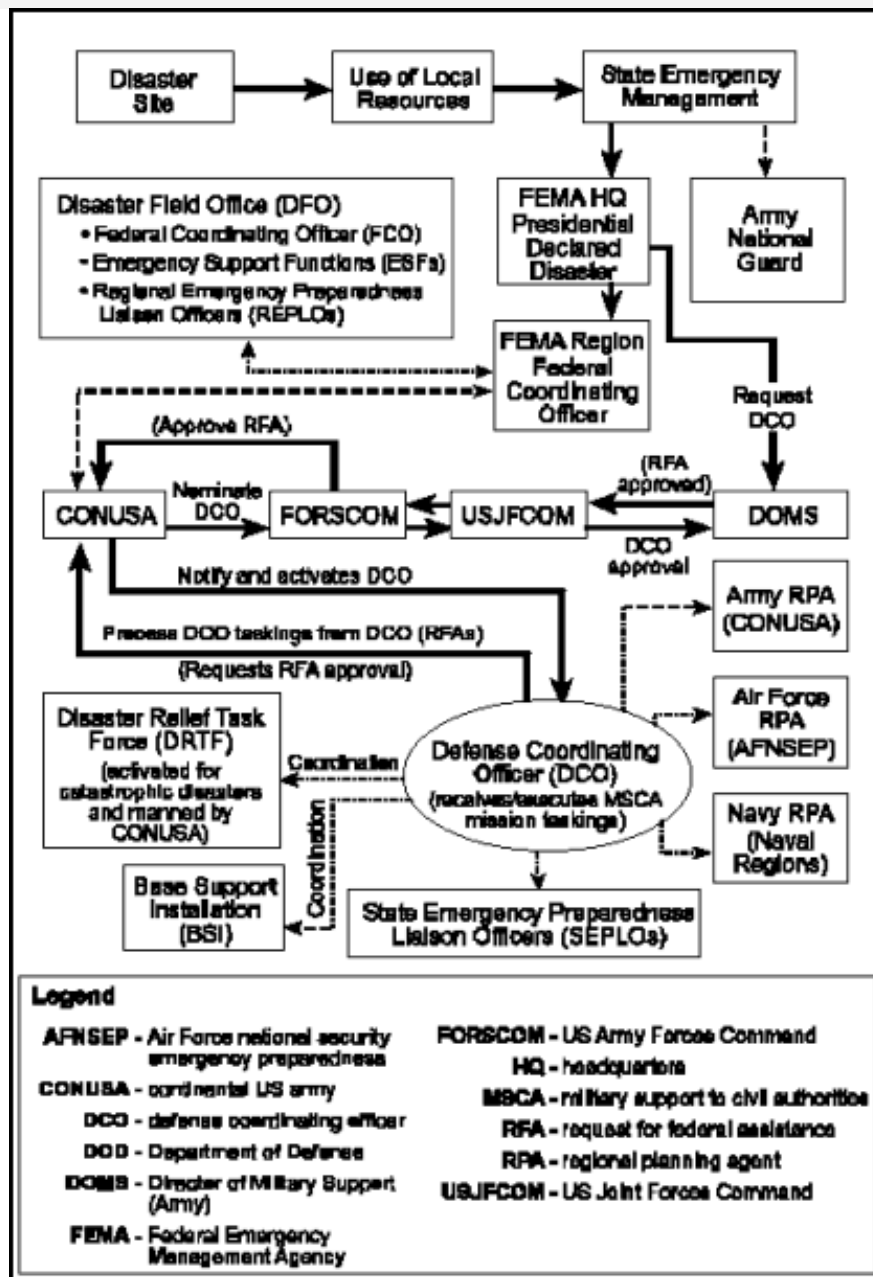 Disaster
Site
Use of Local
Resources
State Emergency
Management
Disaster Field Office (DFO)
• Federal Coordinating Officer (FCO)
- Emergency Support Functions (ESFs)
• Regional Emergency Preparedness
Liaison Officers (REPLOs)
FEMA HQ
Presidential
Declared
Disaster
Army
National
Guard
FEMA Region
Federal
Coordinating
Officer
Request
DCO
(Approve RFA)
Nominate
DCO
(RFA
approved)
CONUSA
FORSCOM
USJFCOM
DOMS
DCO
approval
Notify and activates DCO
Process DOD taskings from DCO (RFAs)
(Requests RFA approval)
Army RPA
(CONUSA)
Air Force
RPA
(AFNSEP)
Navy RPA
(Naval
Regions)
Disaster Relief Task
Force (DRTF)
(activated for
catastrophic disasters
and manned by
CONUSA)
Coordination
Defense Coordinating
Officer (DCO)
(receives/executes MSCA
mission taskings)
Coordination
Base Support
Installation
(BSI)
State Emergency Preparedness
Liaison Officers (SEPLOs)
Legend
AFNSEP - Air Force national security
emergency preparedness
CONUSA - continental US army
DCO - defense coordinating officer
DOD - Department of Defense
DOMS - Director of Military Support
(Army)
FEMA - Federal Emergency
Management Agency
FORSCOM - US Army Forces Command
HQ - headquarters
MSCA - military support to civil authorities
RFA - request for federal assistance
RPA - regional planning agent
USJFCOM - US Joint Forces Command